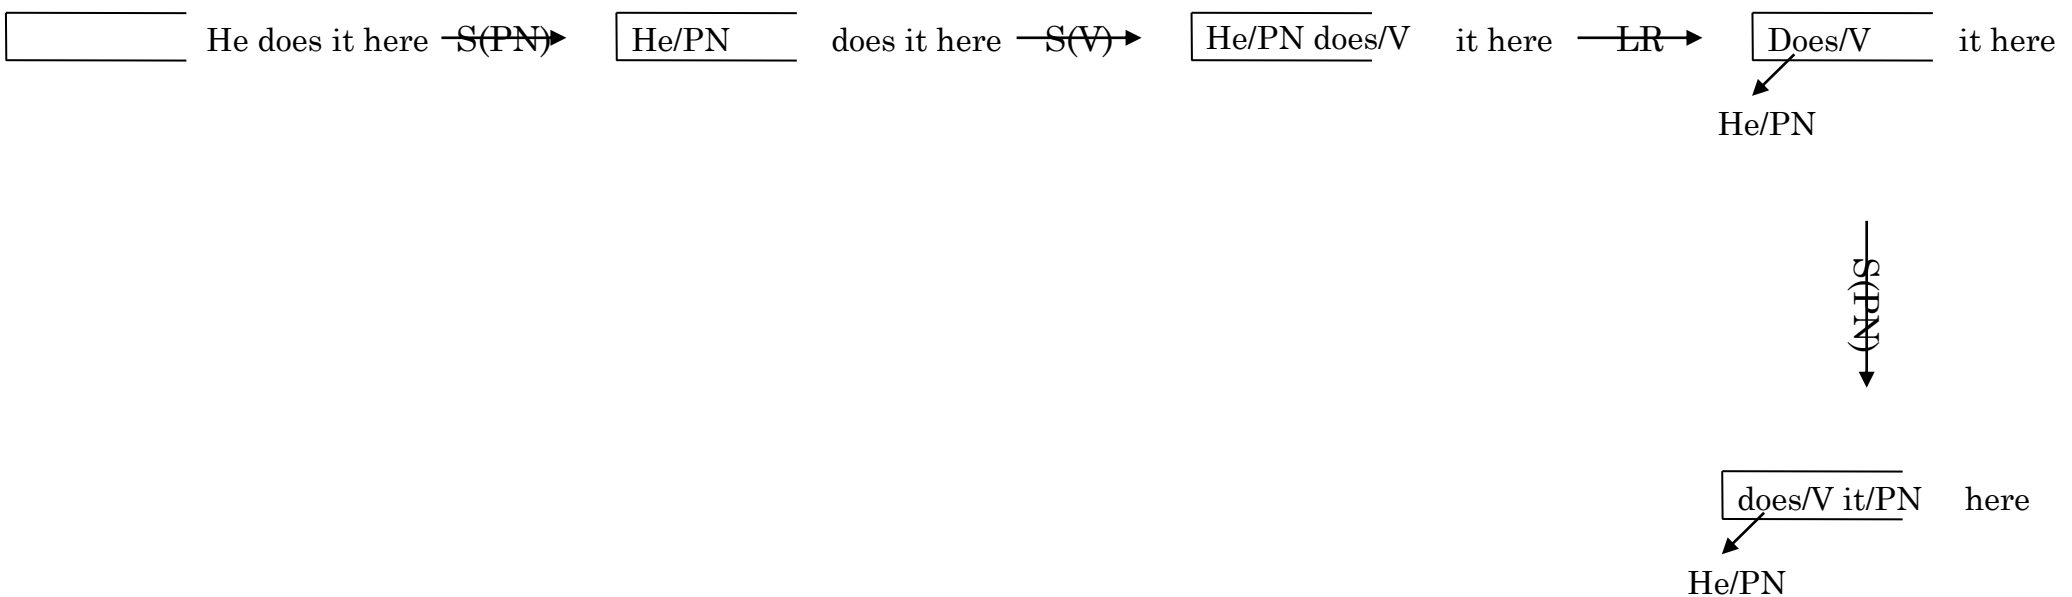 He does it here S(PN) He/PN does it here S(V) He/PN does/V it here LR Does/V it here
He/PN
S(PN)
does/V it/PN here
He/PN